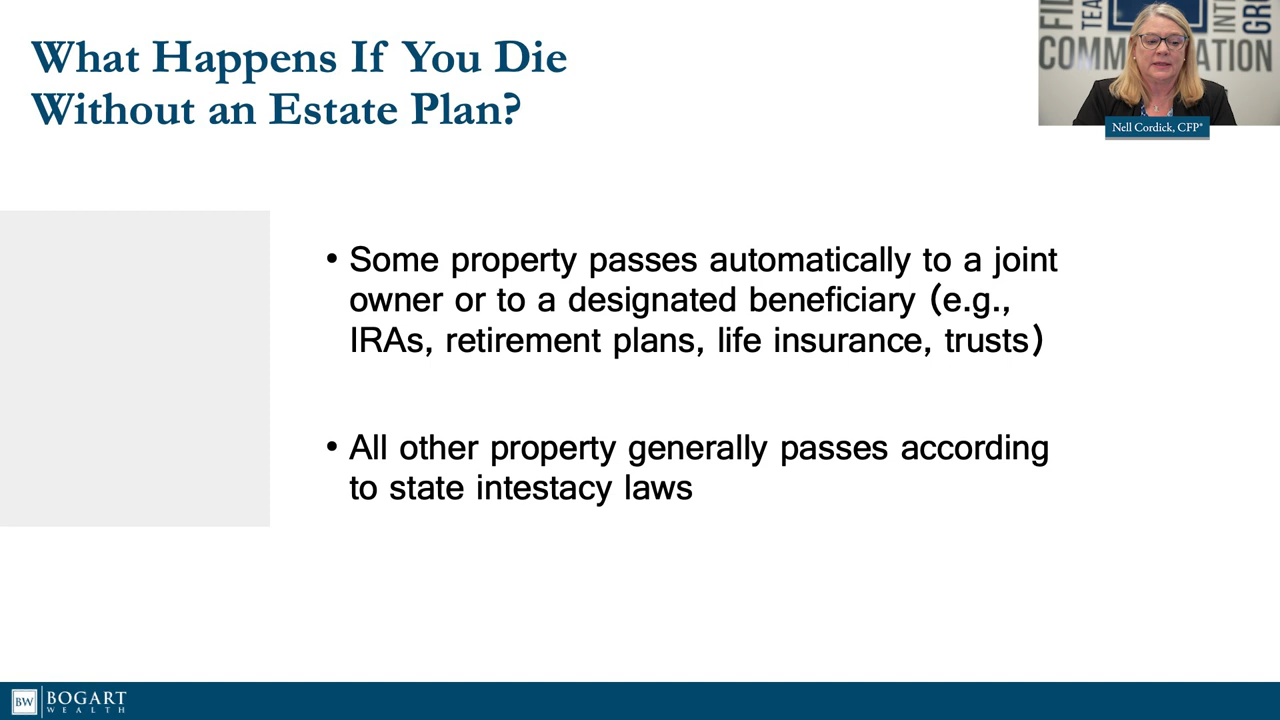 What Happens If You Die
Without an Estate Plan?
COMM
ATION
Nell Cordick, CFP®
• Some property passes automatically to a joint
owner or to a designated beneficiary (e.g.,
IRAs, retirement plans, life insurance, trusts)
• All other property generally passes according
to state intestacy laws
BW
BOGART
WEALTH